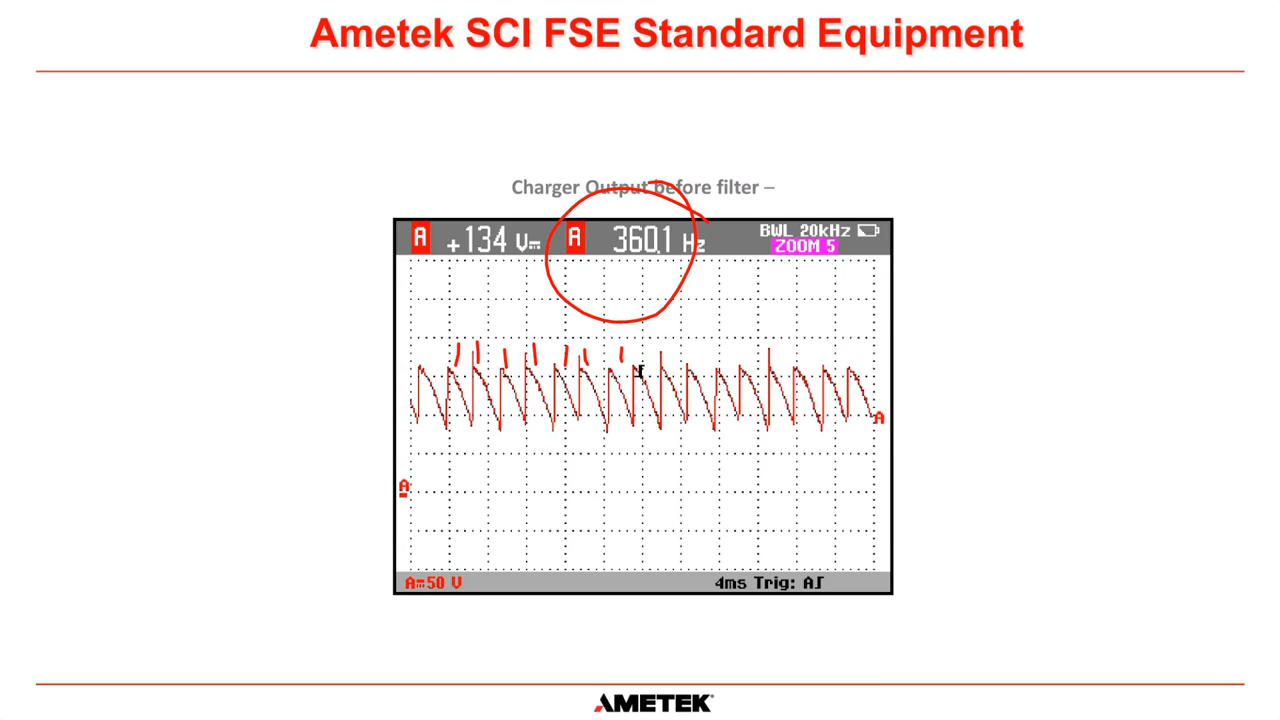 Ametek SCI FSE Standard Equipment
Charger Output before filter –
A +134 V A 360.1 Hz BWL 20kHz
ZOOM 5
A
A
A=50 V 4ms Trig: A
AMETEK